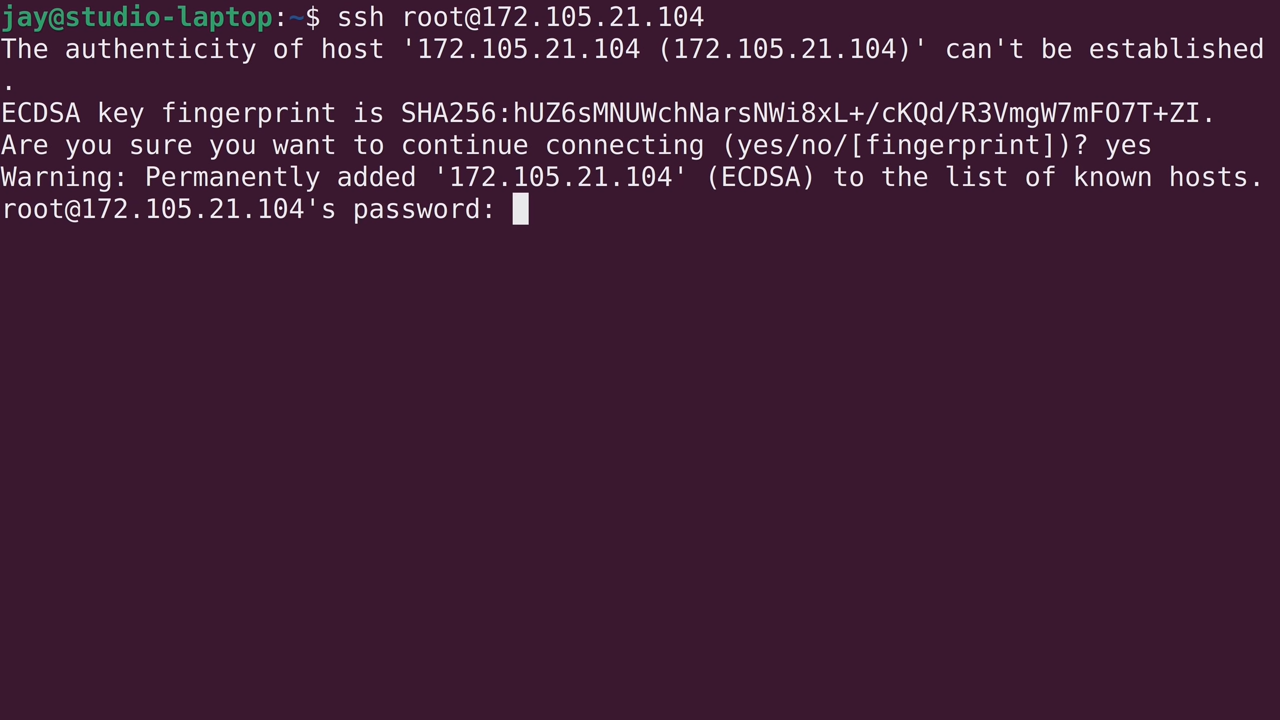 jay@studio-laptop:~$ ssh root@172.105.21.104
The authenticity of host '172.105.21.104 (172.105.21.104)' can't be established
.
ECDSA key fingerprint is SHA256:hUZ6sMNUWchNarsNWi8xL+/cKQd/R3VmgW7mFO7T+ZI.
Are you sure you want to continue connecting (yes/no/[fingerprint])? yes
Warning: Permanently added '172.105.21.104' (ECDSA) to the list of known hosts.
root@172.105.21.104's password: